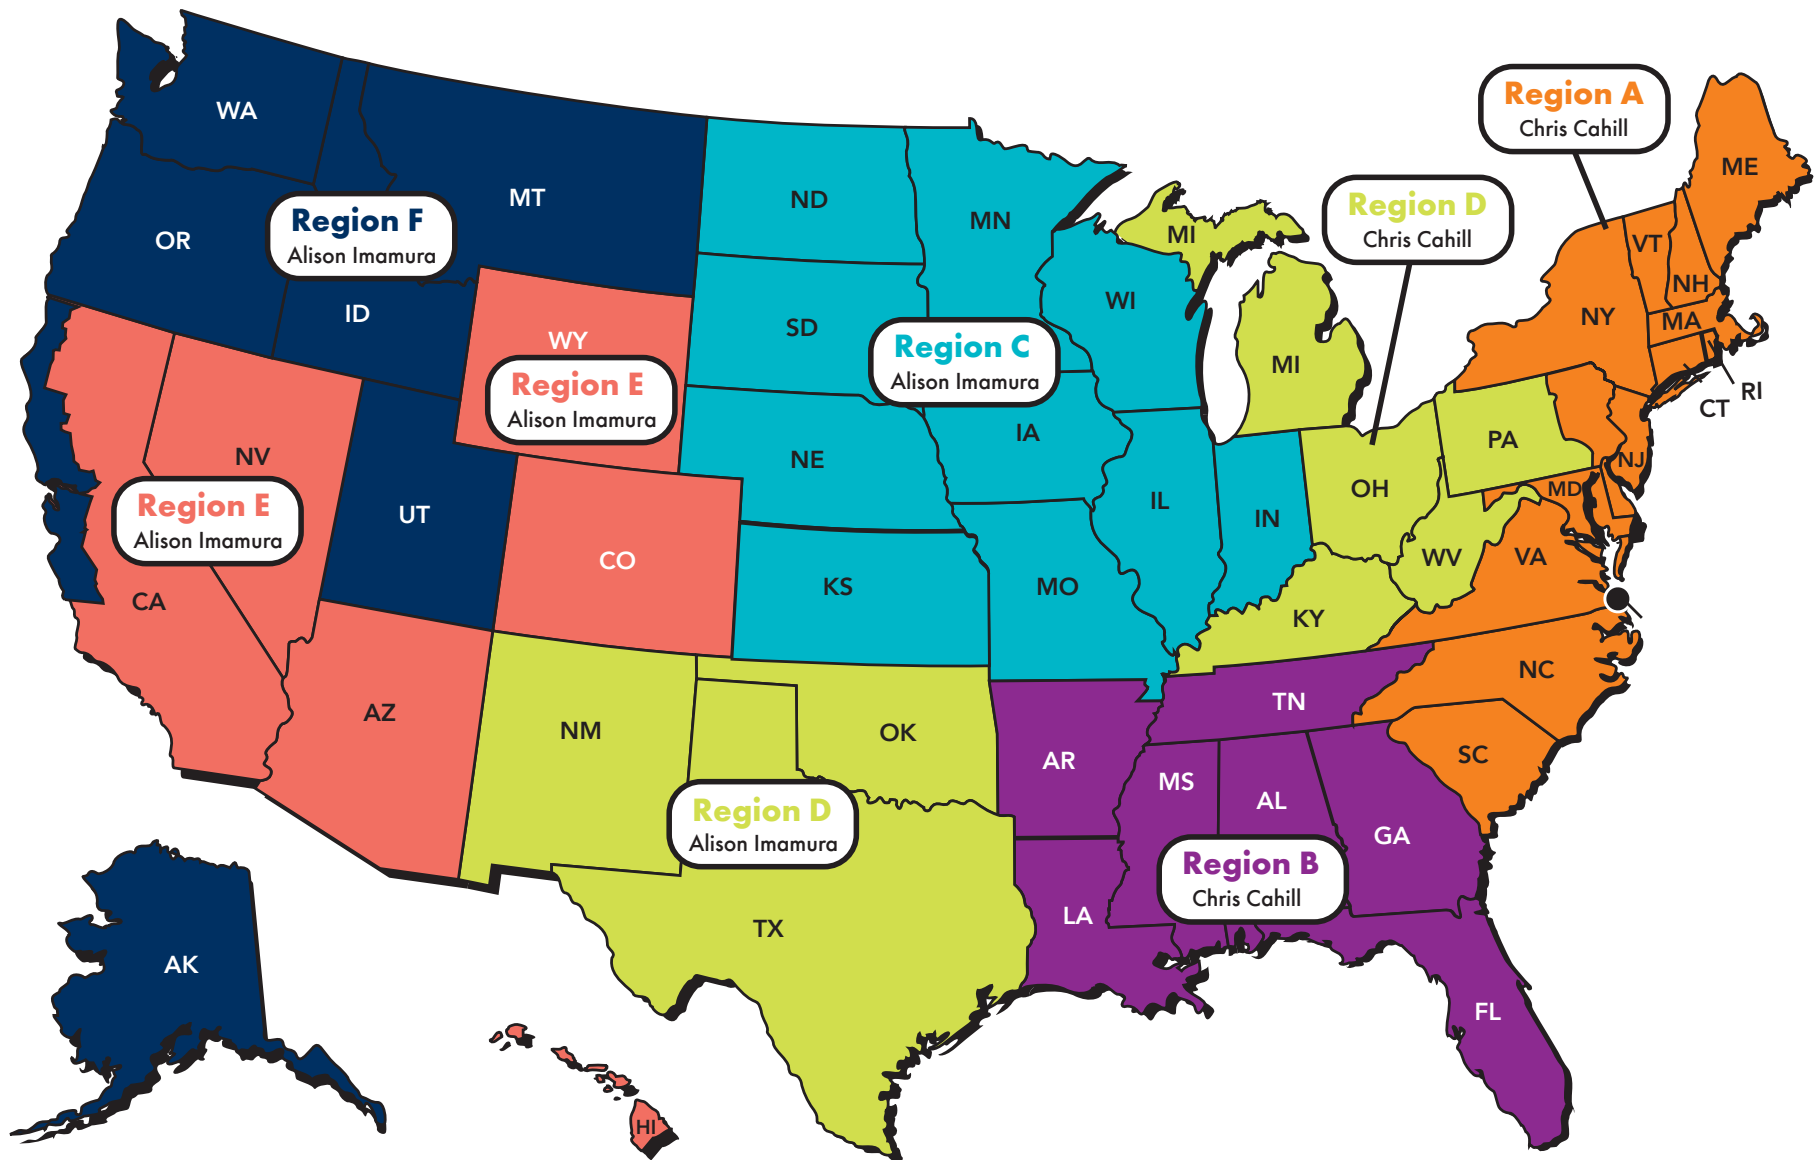 WA
MT
OR
ID
Region F
Alison Imamura
WY
Region E
Alison Imamura
NV
Region E
Alison Imamura
CA
UT
CO
AZ
ND
MN
SD
WI
Region C
Alison Imamura
NE
IA
KS
MO
IL
IN
MI
MI
Region D
Chris Cahill
OH
PA
WV
KY
Region A
Chris Cahill
ME
VT
NH
NY
MA
RI
CT
NJ
MD
VA
NC
SC
NM
OK
Region D
Alison Imamura
TX
TN
AR
MS
AL
GA
Region B
Chris Cahill
LA
FL
AK
HI